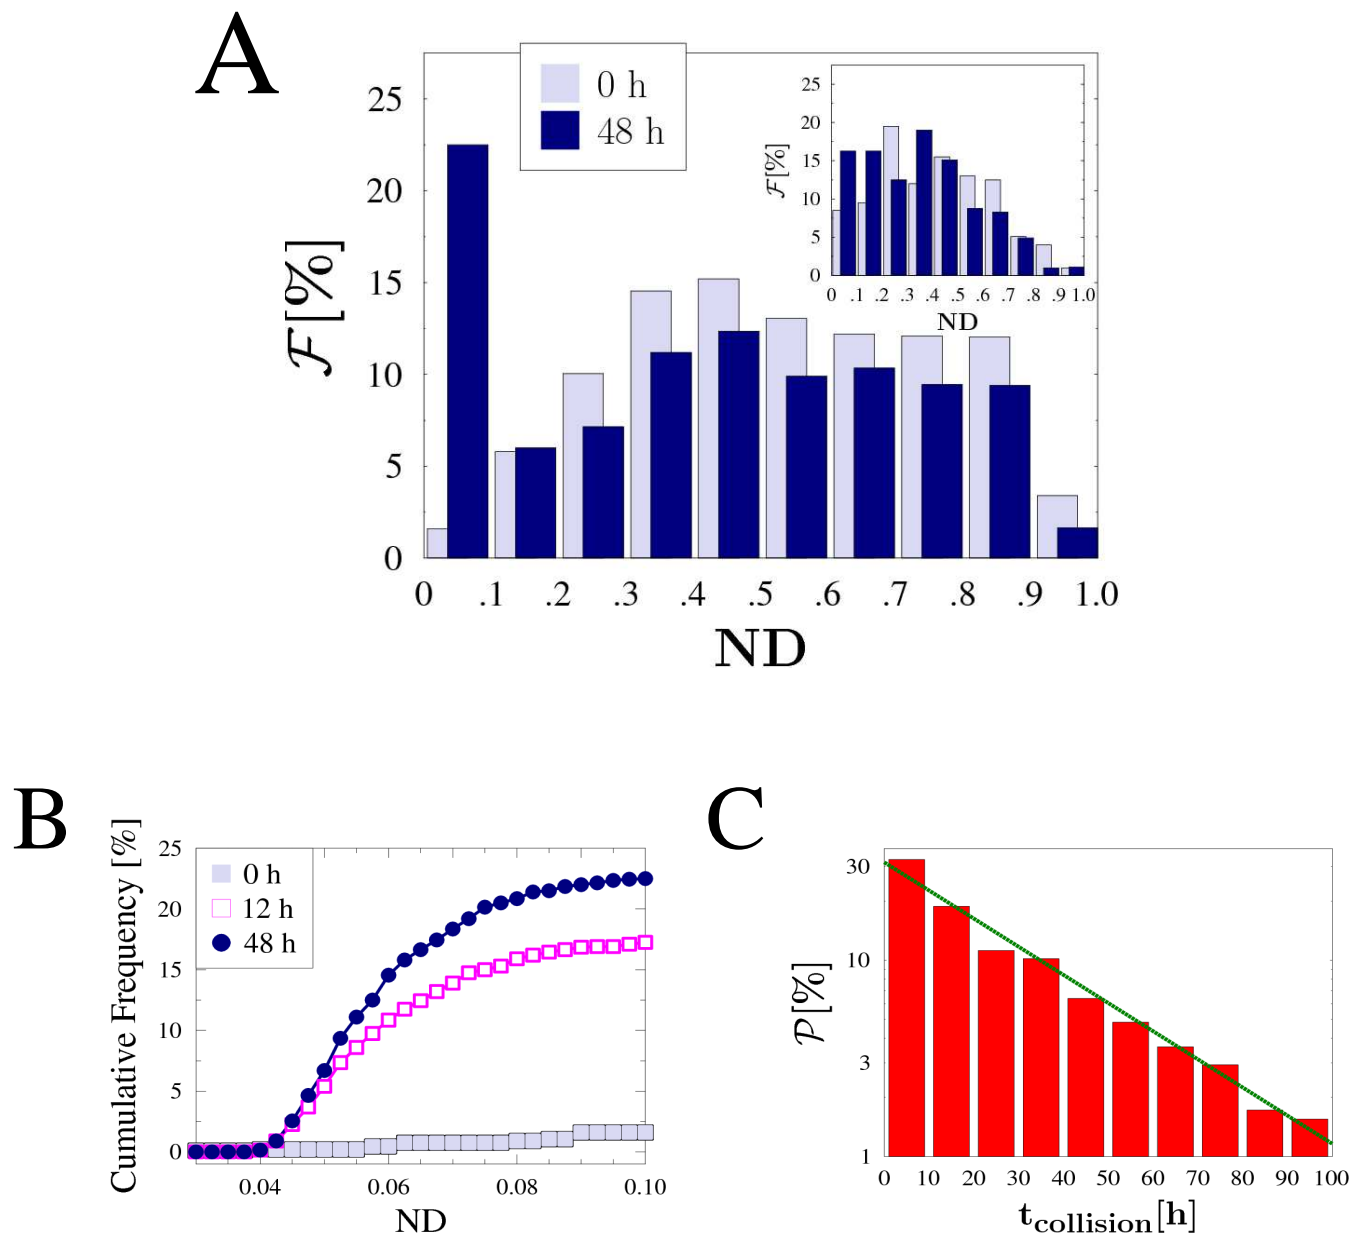 A
0 h
48 h
ℱ[%]
25
20
15
10
5
0
0 .1 .2 .3 .4 .5 .6 .7 .8 .9 1.0
ND
ℱ[%]
25
20
15
10
5
0
0 .1 .2 .3 .4 .5 .6 .7 .8 .9 1.0
ND
B
Cumulative Frequency [%]
25
20
15
10
5
0
0 h
12 h
48 h
0.04 0.06 0.08 0.10
ND
C
𝒫[%]
30
10
3
1
0 10 20 30 40 50 60 70 80 90 100
t_collision[h]